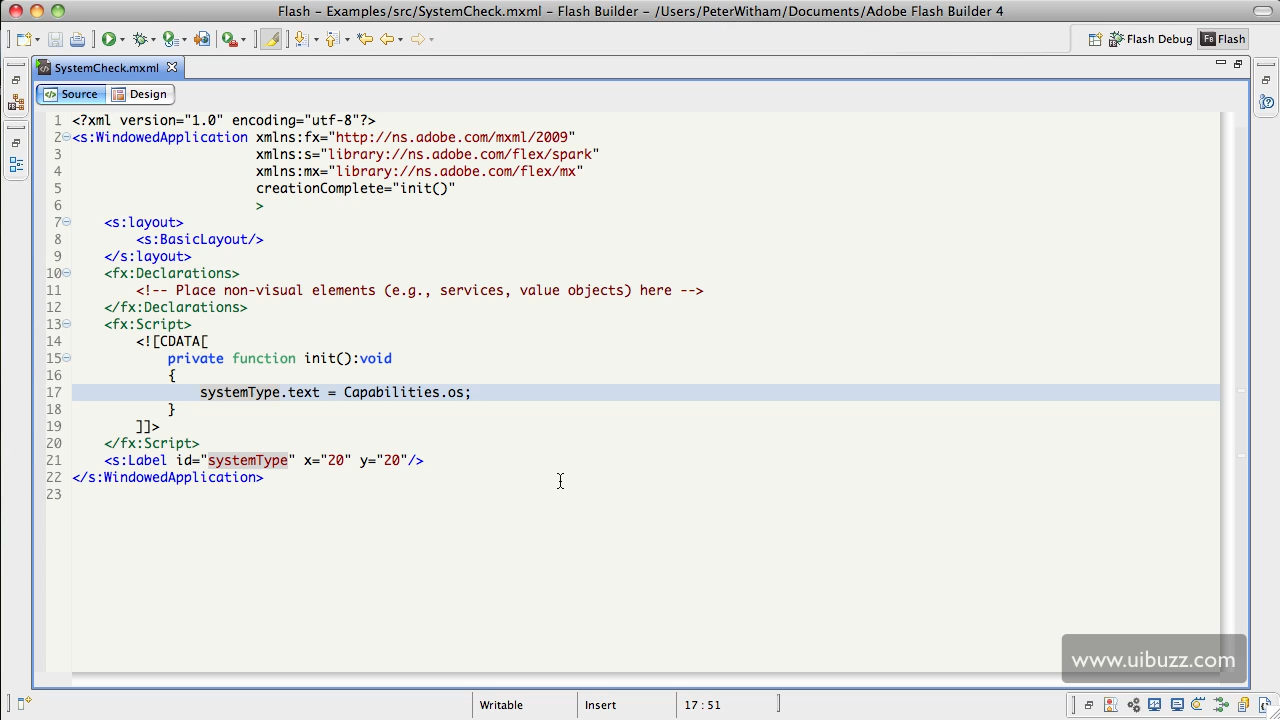 Flash - Examples/src/SystemCheck.mxml - Flash Builder - /Users/PeterWitham/Documents/Adobe Flash Builder 4
Flash Debug
Fb Flash
SystemCheck.mxml
Source
Design
1 <?xml version="1.0" encoding="utf-8"?>
2 <s:WindowedApplication xmlns:fx="http://ns.adobe.com/mxml/2009"
3 xmlns:s="library://ns.adobe.com/flex/spark"
4 xmlns:mx="library://ns.adobe.com/flex/mx"
5 creationComplete="init()"
6 >
7 <s:layout>
8 <s:BasicLayout/>
9 </s:layout>
10 <fx:Declarations>
11 <!-- Place non-visual elements (e.g., services, value objects) here -->
12 </fx:Declarations>
13 <fx:Script>
14 <![CDATA[
15 private function init():void
16 {
17 systemType.text = Capabilities.os;
18 }
19 ]]>
20 </fx:Script>
21 <s:Label id="systemType" x="20" y="20"/>
22 </s:WindowedApplication>
23
www.uibuzz.com
Writable
Insert
17 : 51